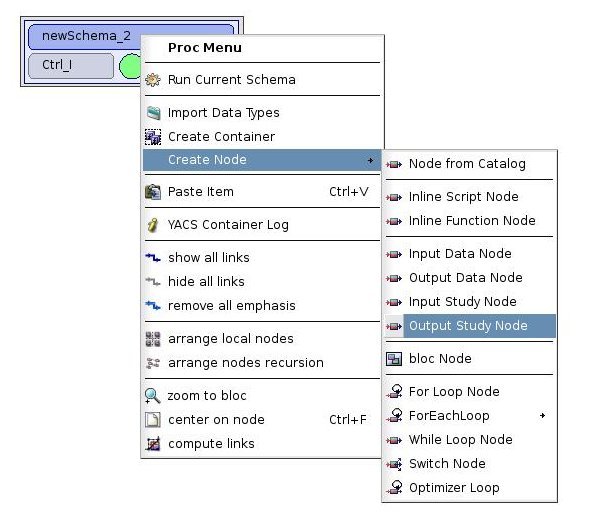 newSchema_2
Ctrl_I
Proc Menu
Run Current Schema
Import Data Types
Create Container
Create Node
Paste Item Ctrl+V
YACS Container Log
show all links
hide all links
remove all emphasis
arrange local nodes
arrange nodes recursion
zoom to bloc
center on node Ctrl+F
compute links
Node from Catalog
Inline Script Node
Inline Function Node
Input Data Node
Output Data Node
Input Study Node
Output Study Node
bloc Node
For Loop Node
ForEachLoop
While Loop Node
Switch Node
Optimizer Loop